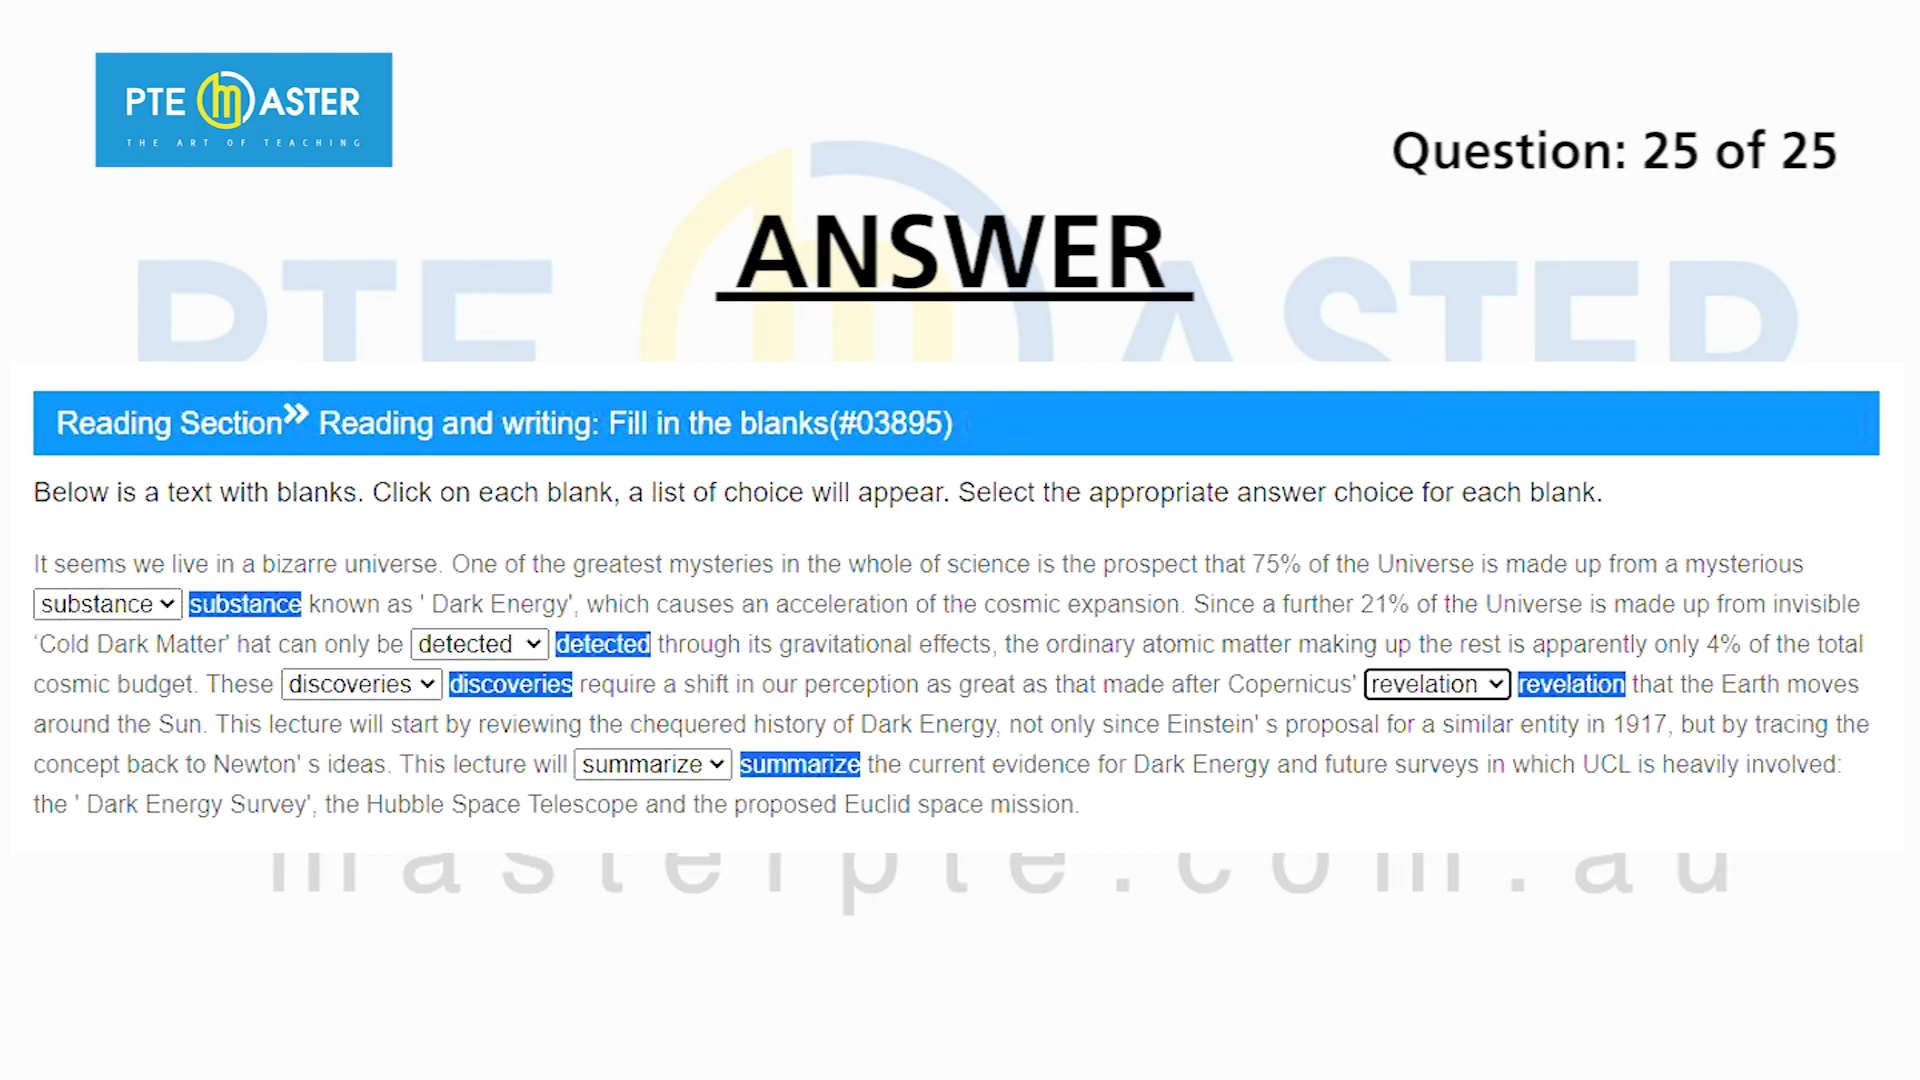 PTE MASTER
THE ART OF TEACHING
Question: 25 of 25
ANSWER
PTE MASTER
Reading Section» Reading and writing: Fill in the blanks(#03895)
Below is a text with blanks. Click on each blank, a list of choice will appear. Select the appropriate answer choice for each blank.
It seems we live in a bizarre universe. One of the greatest mysteries in the whole of science is the prospect that 75% of the Universe is made up from a mysterious
substance substance known as ' Dark Energy', which causes an acceleration of the cosmic expansion. Since a further 21% of the Universe is made up from invisible
‘Cold Dark Matter' hat can only be detected detected through its gravitational effects, the ordinary atomic matter making up the rest is apparently only 4% of the total
cosmic budget. These discoveries discoveries require a shift in our perception as great as that made after Copernicus' revelation revelation that the Earth moves
around the Sun. This lecture will start by reviewing the chequered history of Dark Energy, not only since Einstein' s proposal for a similar entity in 1917, but by tracing the
concept back to Newton' s ideas. This lecture will summarize summarize the current evidence for Dark Energy and future surveys in which UCL is heavily involved:
the ' Dark Energy Survey', the Hubble Space Telescope and the proposed Euclid space mission.
masterpte.com.au